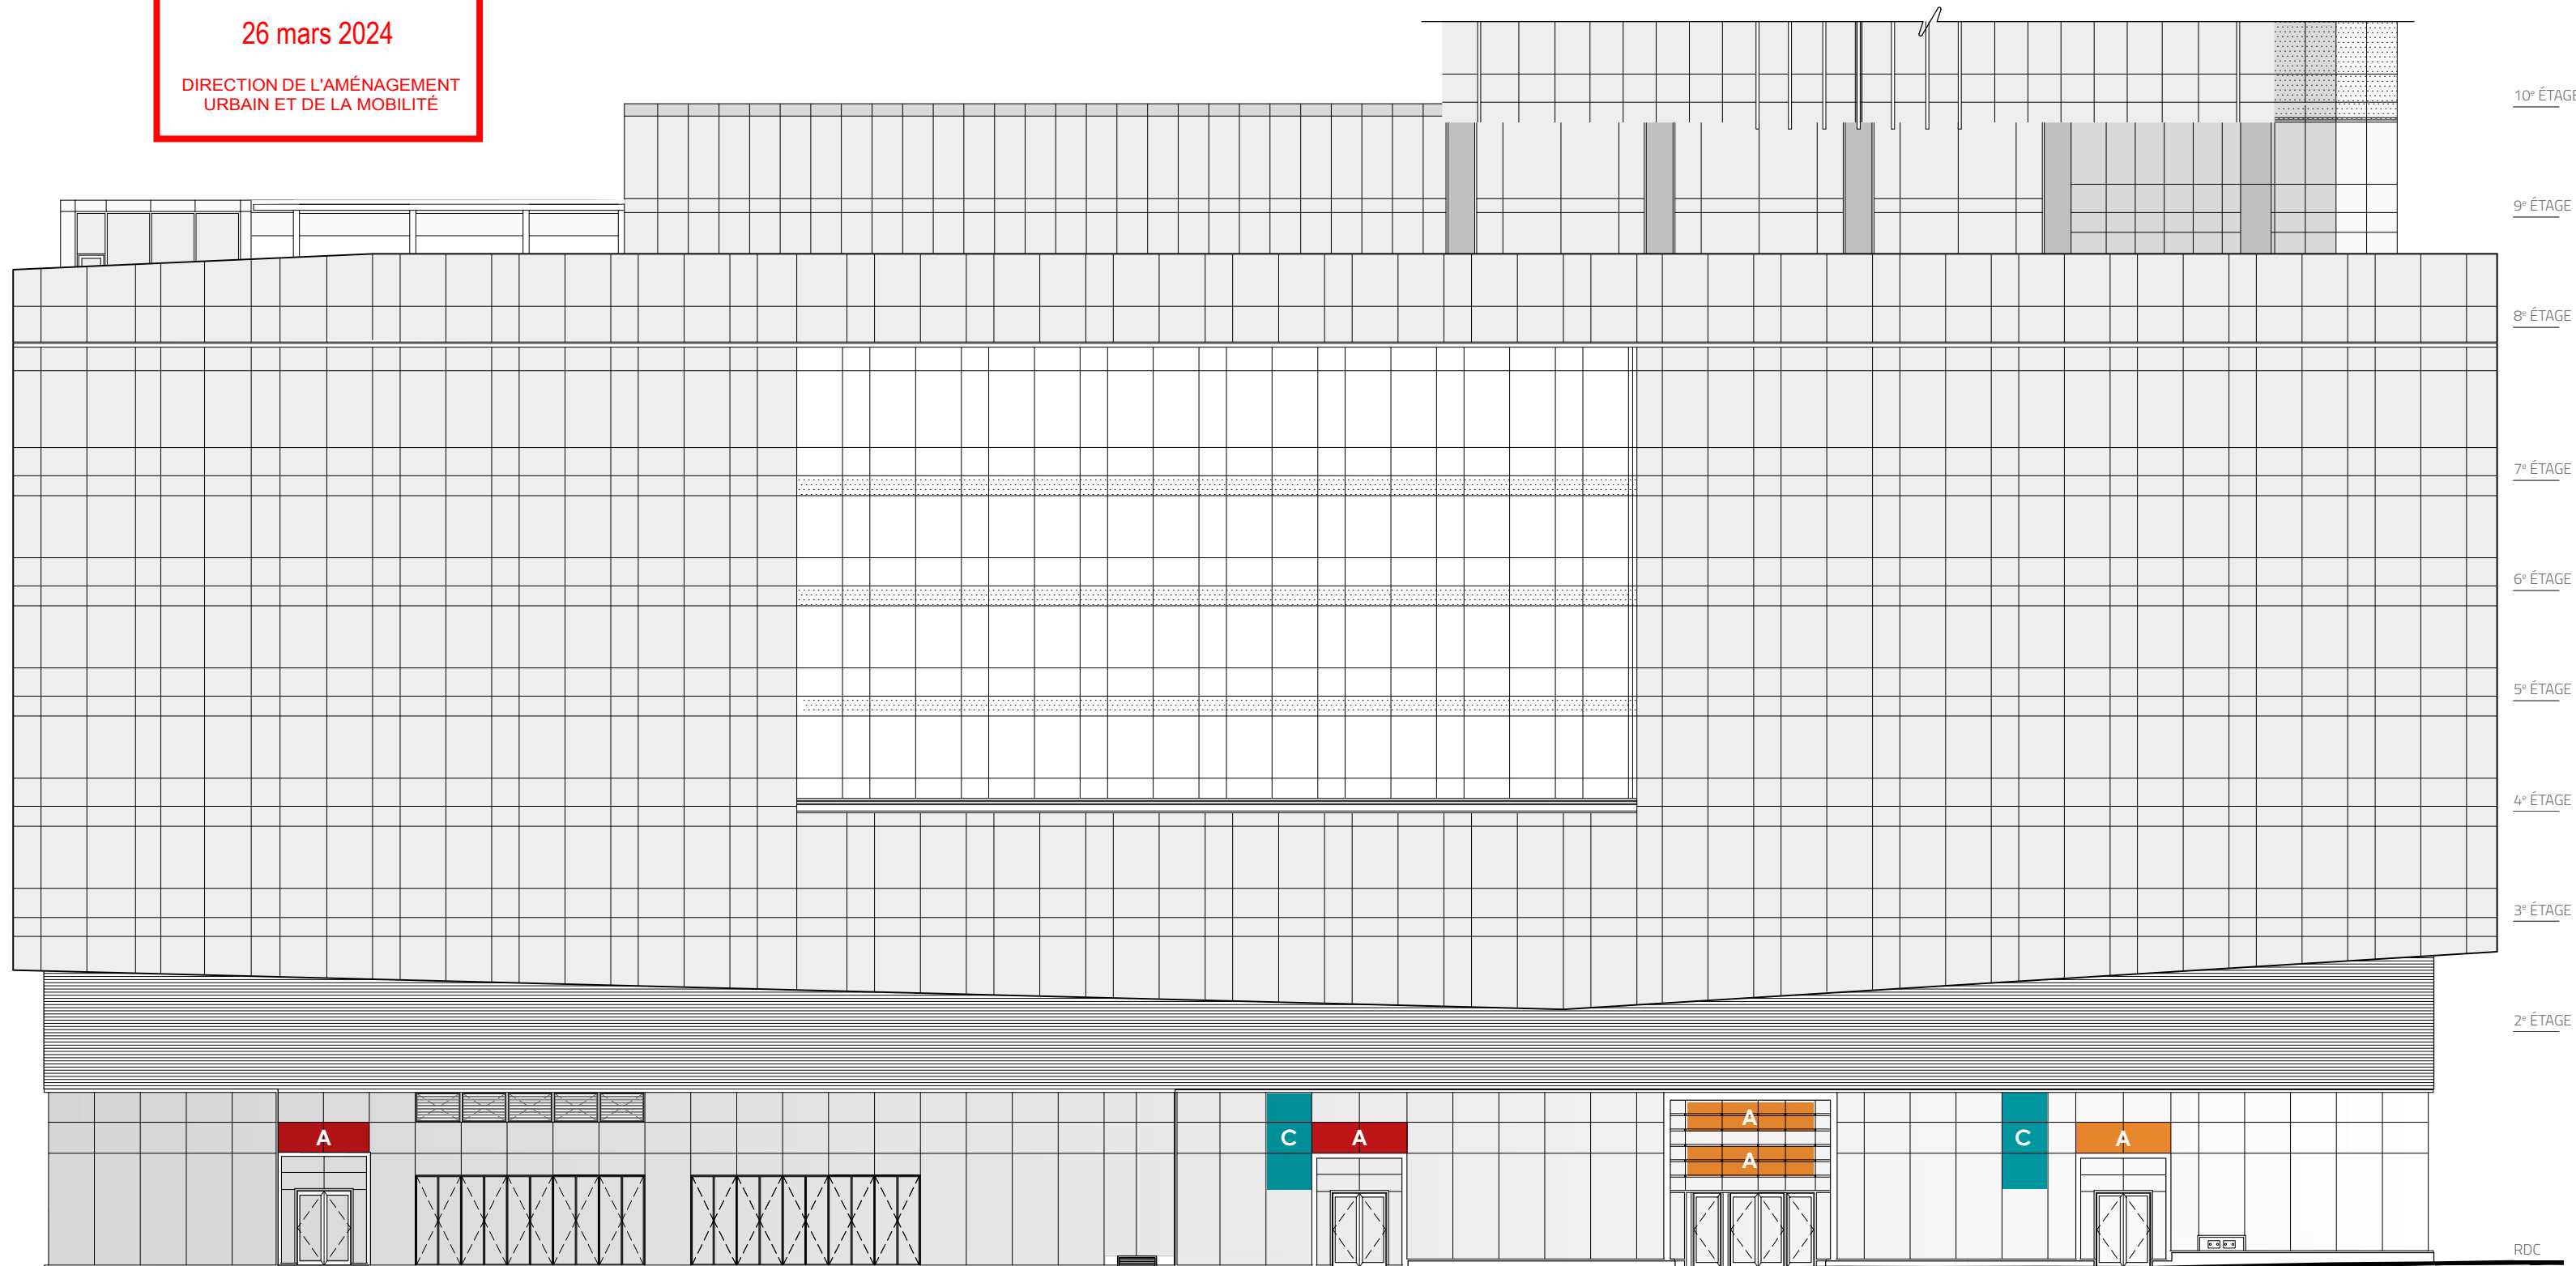 26 mars 2024
DIRECTION DE L'AMÉNAGEMENT
URBAIN ET DE LA MOBILITÉ
10e ÉTAGE
9e ÉTAGE
8e ÉTAGE
7e ÉTAGE
6e ÉTAGE
5e ÉTAGE
4e ÉTAGE
3e ÉTAGE
2e ÉTAGE
A
C
A
A
A
C
A
RDC